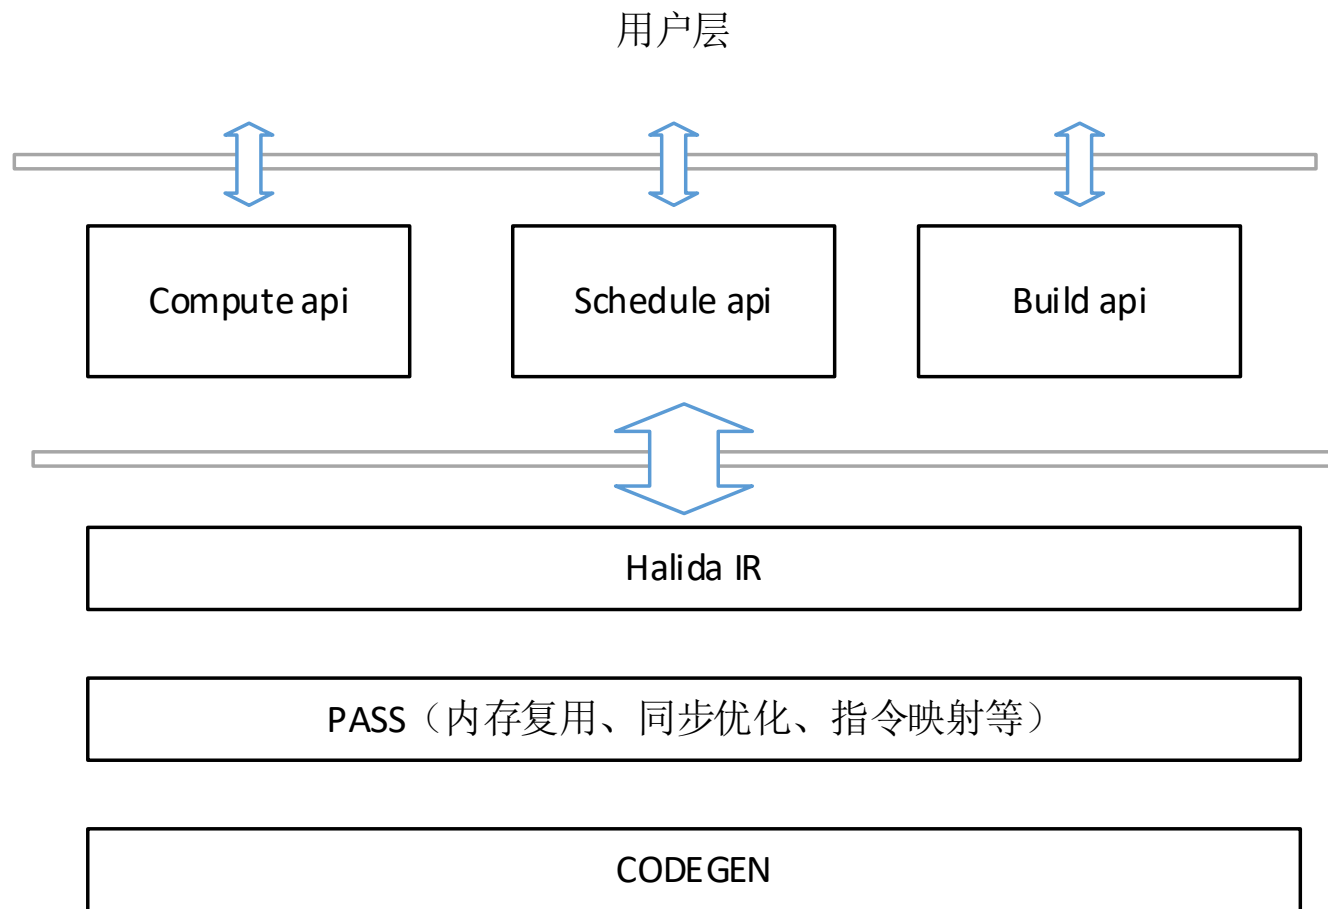 用户层
Compute api
Schedule api
Build api
Halida IR
PASS（内存复用、同步优化、指令映射等）
CODEGEN